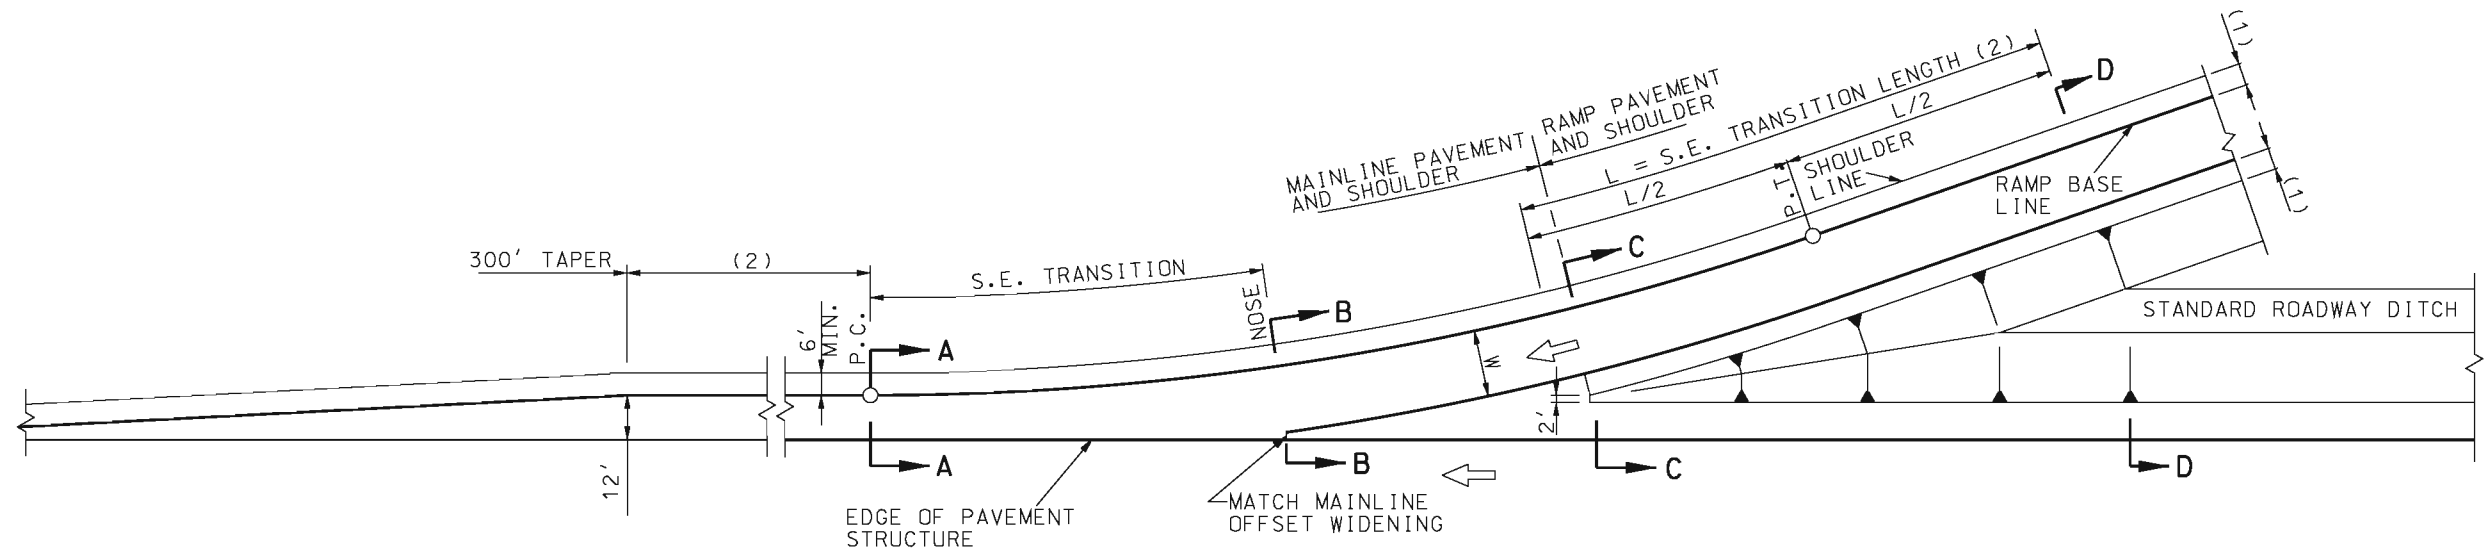 300' TAPER
(2)
6'
MIN.
P.C.
S.E. TRANSITION
NOSE
MAINLINE PAVEMENT
AND SHOULDER
RAMP PAVEMENT
AND SHOULDER
L = S.E. TRANSITION LENGTH (2)
L/2
L/2
P.T.
SHOULDER
LINE
RAMP BASE
LINE
(1)
(1)
D
C
B
A
W
2'
STANDARD ROADWAY DITCH
12'
A
B
C
D
EDGE OF PAVEMENT
STRUCTURE
MATCH MAINLINE
OFFSET WIDENING